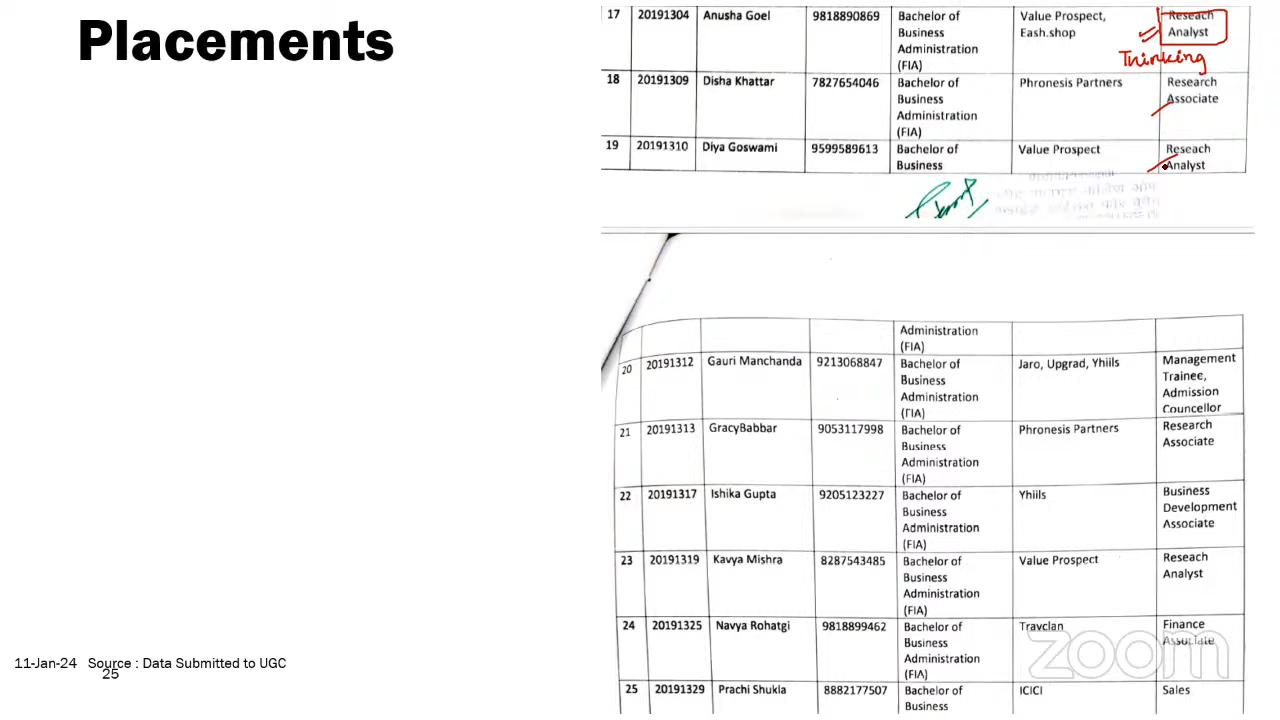 Placements
17 20191304 Anusha Goel 9818890869 Bachelor of Value Prospect, Reseach
Business Eash.shop Analyst
Administration
(FIA) Thinking
18 20191309 Disha Khattar 7827654046 Bachelor of Phronesis Partners Research
Business Associate
Administration
(FIA)
19 20191310 Diya Goswami 9599589613 Bachelor of Value Prospect Reseach
Business Analyst
Administration
(FIA)
20 20191312 Gauri Manchanda 9213068847 Bachelor of Jaro, Upgrad, Yhiils Management
Business Trainee,
Administration Admission
(FIA) Councellor
21 20191313 GracyBabbar 9053117998 Bachelor of Phronesis Partners Research
Business Associate
Administration
(FIA)
22 20191317 Ishika Gupta 9205123227 Bachelor of Yhiils Business
Business Development
Administration Associate
(FIA)
23 20191319 Kavya Mishra 8287543485 Bachelor of Value Prospect Reseach
Business Analyst
Administration
(FIA)
24 20191325 Navya Rohatgi 9818899462 Bachelor of Travclan Finance
Business Associate
Administration
(FIA)
25 20191329 Prachi Shukla 8882177507 Bachelor of ICICI Sales
Business
zoom
11-Jan-24 Source : Data Submitted to UGC
25